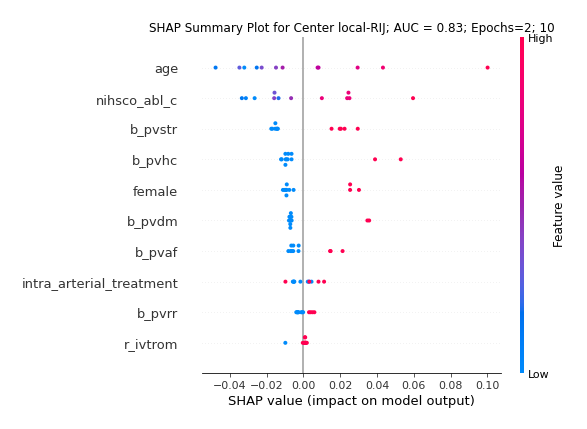 SHAP Summary Plot for Center local-RIJ; AUC = 0.83; Epochs=2; 10
High
age
nihsco_abl_c
b_pvstr
b_pvhc
female
b_pvdm
b_pvaf
intra_arterial_treatment
b_pvrr
r_ivtrom
Feature value
Low
−0.04 −0.02 0.00 0.02 0.04 0.06 0.08 0.10
SHAP value (impact on model output)